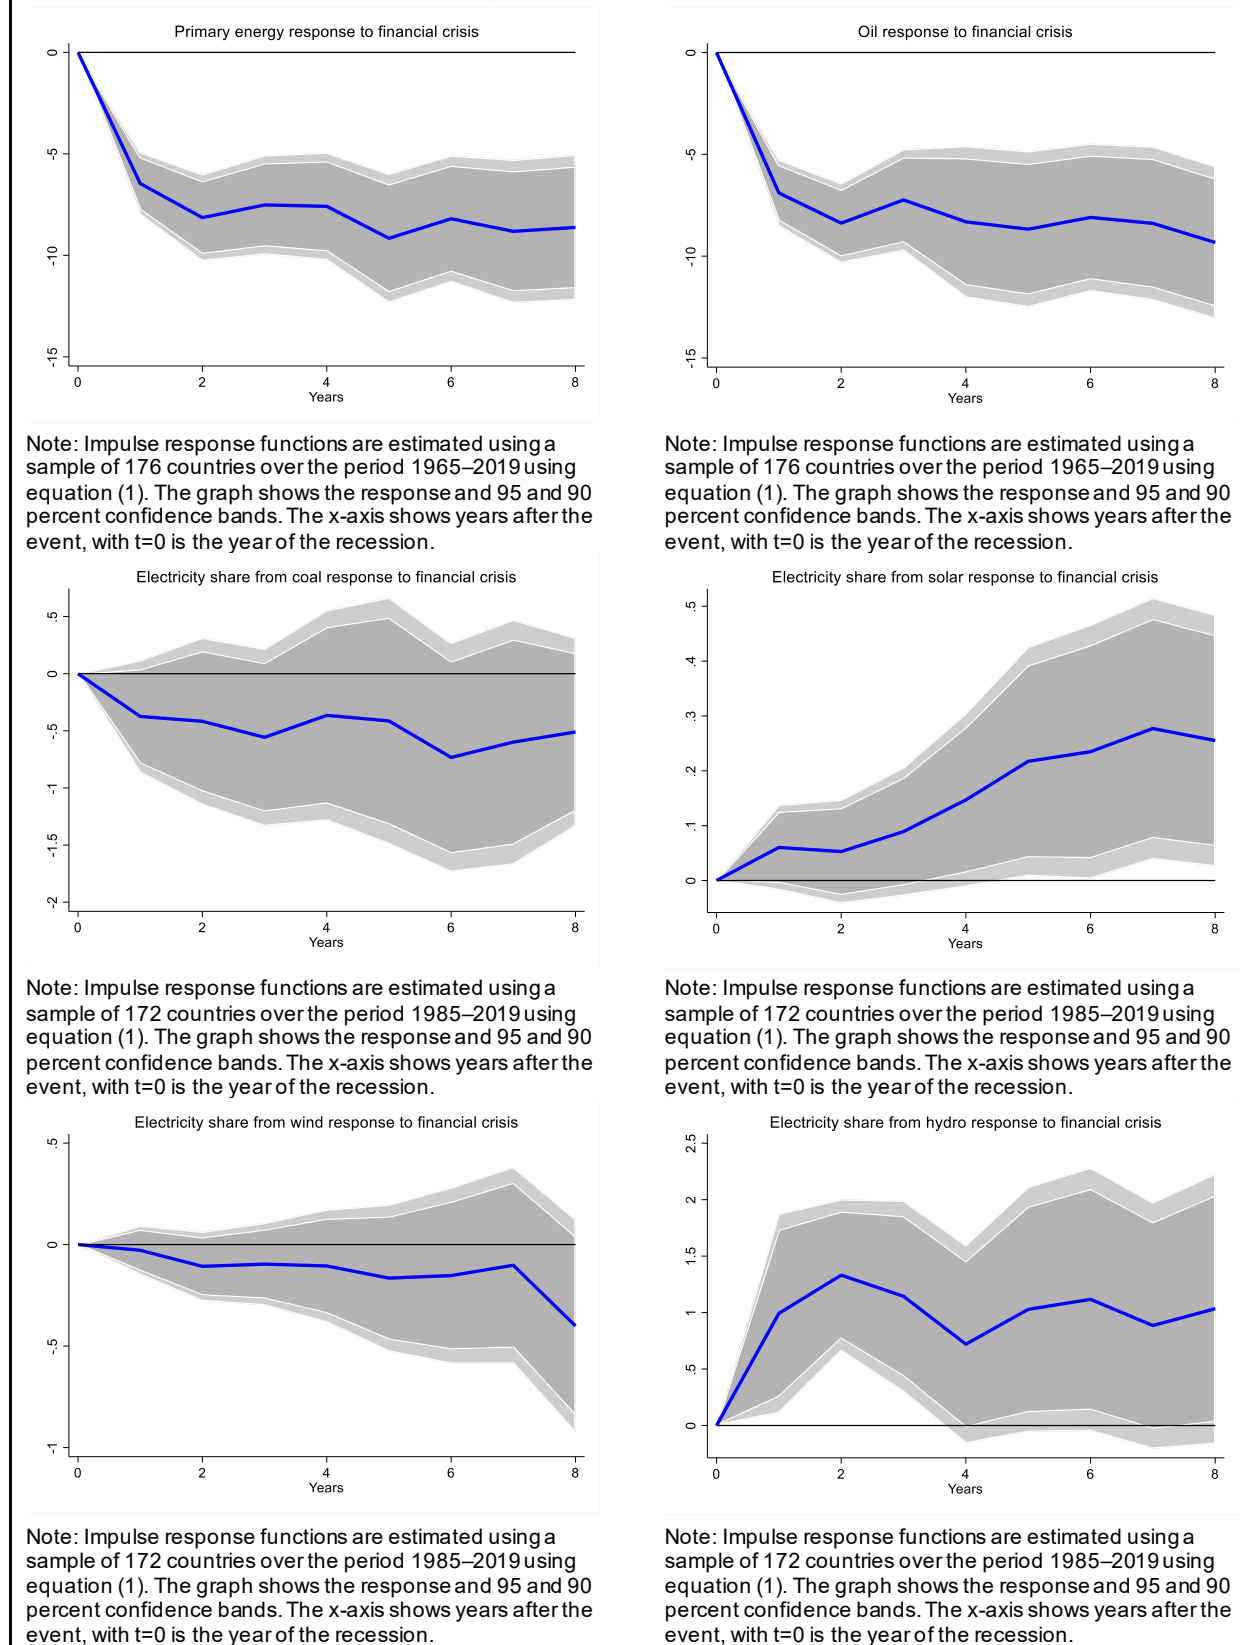 Primary energy response to financial crisis
0
-5
-10
-15
0 2 4 6 8
Years
Note: Impulse response functions are estimated using a
sample of 176 countries over the period 1965–2019 using
equation (1). The graph shows the response and 95 and 90
percent confidence bands. The x-axis shows years after the
event, with t=0 is the year of the recession.
Oil response to financial crisis
0
-5
-10
-15
0 2 4 6 8
Years
Note: Impulse response functions are estimated using a
sample of 176 countries over the period 1965–2019 using
equation (1). The graph shows the response and 95 and 90
percent confidence bands. The x-axis shows years after the
event, with t=0 is the year of the recession.
Electricity share from coal response to financial crisis
.5
0
-.5
-1
-1.5
-2
0 2 4 6 8
Years
Note: Impulse response functions are estimated using a
sample of 172 countries over the period 1985–2019 using
equation (1). The graph shows the response and 95 and 90
percent confidence bands. The x-axis shows years after the
event, with t=0 is the year of the recession.
Electricity share from solar response to financial crisis
.5
.4
.3
.2
.1
0
0 2 4 6 8
Years
Note: Impulse response functions are estimated using a
sample of 172 countries over the period 1985–2019 using
equation (1). The graph shows the response and 95 and 90
percent confidence bands. The x-axis shows years after the
event, with t=0 is the year of the recession.
Electricity share from wind response to financial crisis
.5
0
-.5
-1
0 2 4 6 8
Years
Note: Impulse response functions are estimated using a
sample of 172 countries over the period 1985–2019 using
equation (1). The graph shows the response and 95 and 90
percent confidence bands. The x-axis shows years after the
event, with t=0 is the year of the recession.
Electricity share from hydro response to financial crisis
2.5
2
1.5
1
.5
0
0 2 4 6 8
Years
Note: Impulse response functions are estimated using a
sample of 172 countries over the period 1985–2019 using
equation (1). The graph shows the response and 95 and 90
percent confidence bands. The x-axis shows years after the
event, with t=0 is the year of the recession.